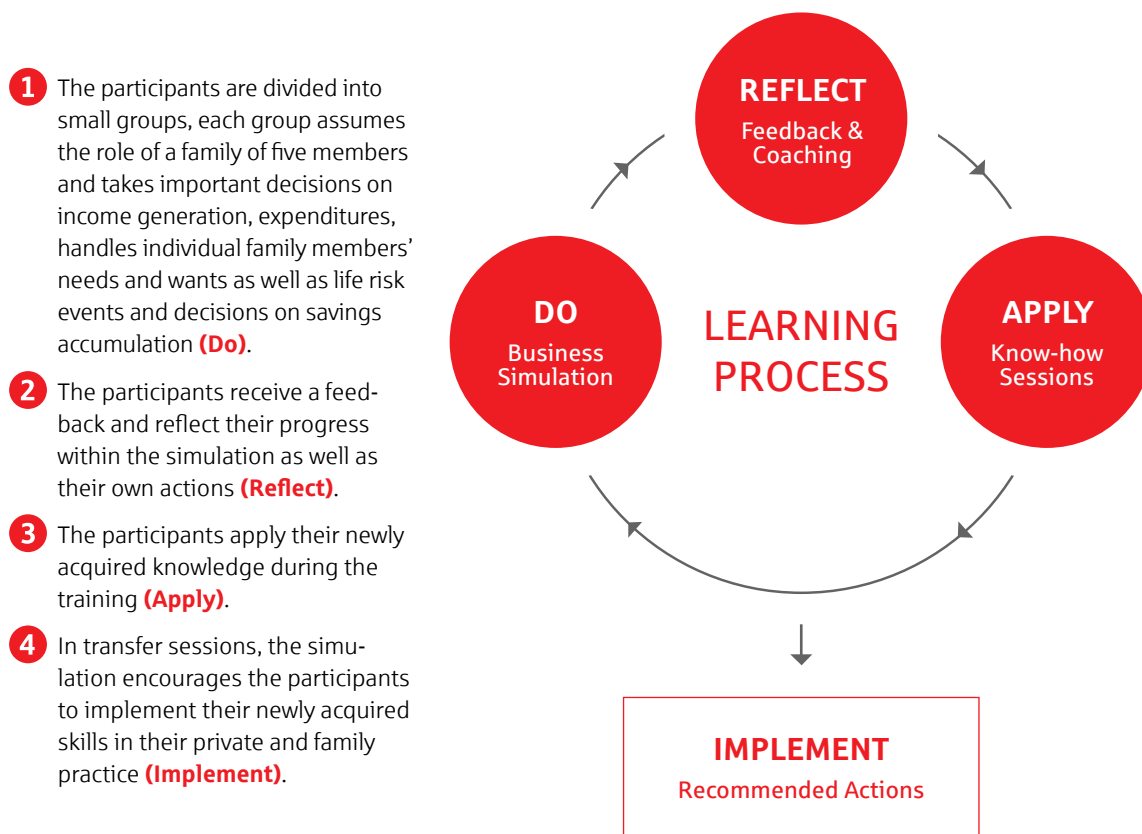 1 The participants are divided into
small groups, each group assumes
the role of a family of five members
and takes important decisions on
income generation, expenditures,
handles individual family members’
needs and wants as well as life risk
events and decisions on savings
accumulation (Do).
2 The participants receive a feed-
back and reflect their progress
within the simulation as well as
their own actions (Reflect).
3 The participants apply their newly
acquired knowledge during the
training (Apply).
4 In transfer sessions, the simu-
lation encourages the participants
to implement their newly acquired
skills in their private and family
practice (Implement).
REFLECT
Feedback &
Coaching
DO
Business
Simulation
LEARNING
PROCESS
APPLY
Know-how
Sessions
IMPLEMENT
Recommended Actions